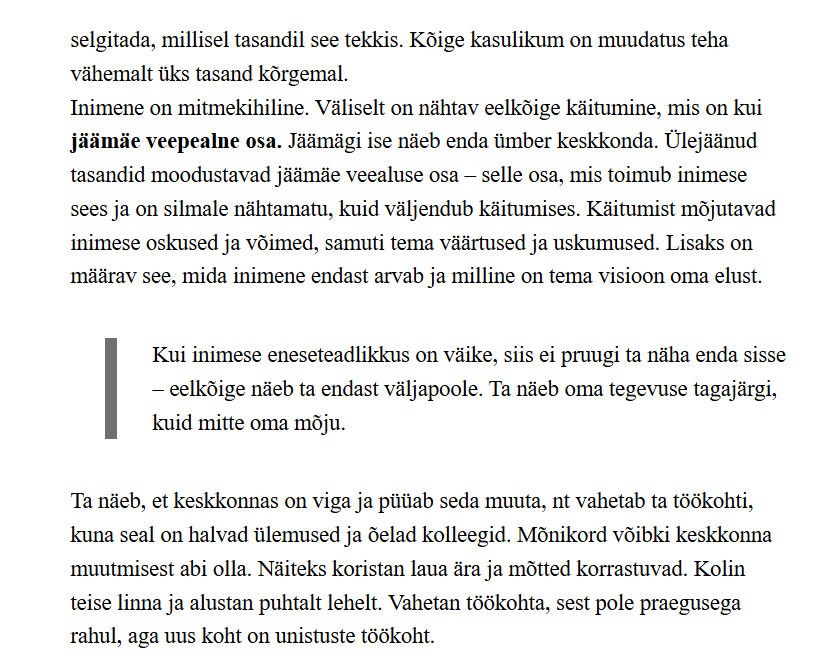 selgitada, millisel tasandil see tekkis. Kõige kasulikum on muudatus teha
vähemalt üks tasand kõrgemal.
Inimene on mitmekihiline. Väliselt on nähtav eelkõige käitumine, mis on kui
jäämäe veepealne osa. Jäämägi ise näeb enda ümber keskkonda. Ülejäänud
tasandid moodustavad jäämäe veealuse osa – selle osa, mis toimub inimese
sees ja on silmale nähtamatu, kuid väljendub käitumises. Käitumist mõjutavad
inimese oskused ja võimed, samuti tema väärtused ja uskumused. Lisaks on
määrav see, mida inimene endast arvab ja milline on tema visioon oma elust.
Kui inimese eneseteadlikkus on väike, siis ei pruugi ta näha enda sisse
– eelkõige näeb ta endast väljapoole. Ta näeb oma tegevuse tagajärgi,
kuid mitte oma mõju.
Ta näeb, et keskkonnas on viga ja püüab seda muuta, nt vahetab ta töökohti,
kuna seal on halvad ülemused ja õelad kolleegid. Mõnikord võibki keskkonna
muutmisest abi olla. Näiteks koristan laua ära ja mõtted korrastuvad. Kolin
teise linna ja alustan puhtalt lehelt. Vahetan töökohta, sest pole praegusega
rahul, aga uus koht on unistuste töökoht.